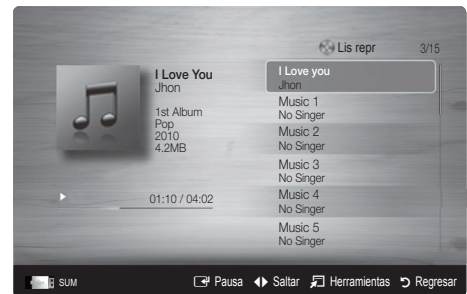 Lis repr 3/15
I Love You
Jhon
1st Album
Pop
2010
4.2MB
01:10 / 04:02
I Love you
Jhon
Music 1
No Singer
Music 2
No Singer
Music 3
No Singer
Music 4
No Singer
Music 5
No Singer
SUM Pausa Saltar Herramientas Regresar